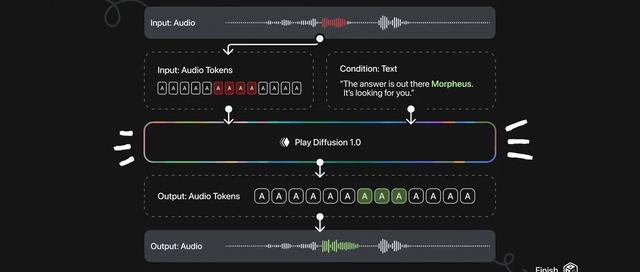 Input: Audio
Input: Audio Tokens
A A A A A A A A A A A A A
Condition: Text
"The answer is out there Morpheus.
It's looking for you."
Play Diffusion 1.0
Output: Audio Tokens
A A A A A A A A A A A A A
Output: Audio
Finish